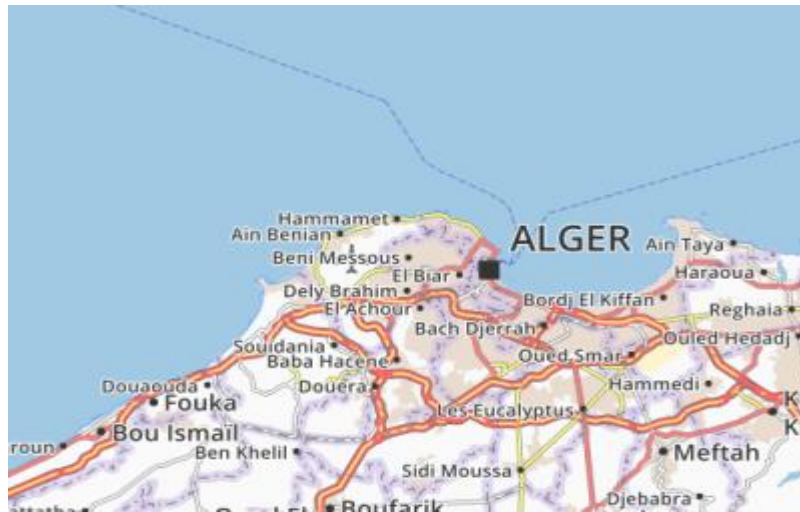 Hammamet
Ain Benian
ALGER
Ain Taya
Beni Messous
El Biar
Haraoua
Dely Brahim
Bordj El Kiffan
El Achour
Reghaia
Bach Djerrah
Ouled Hedadj
Souidania
Baba Hacene
Oued Smar
Douaouda
Douera
Hammedi
Fouka
Les Eucalyptus
K
K
Bou Ismaïl
roun
Ben Khelil
Meftah
Sidi Moussa
Djebabra
Boufarik